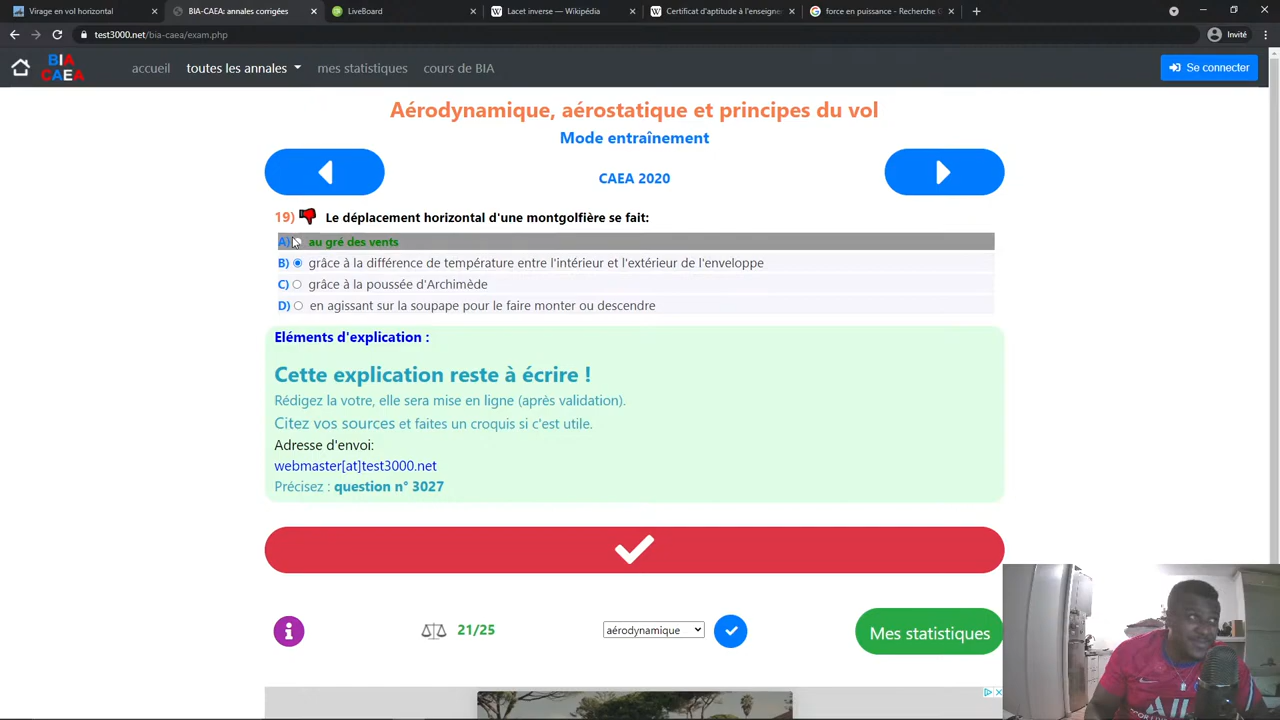 Virage en vol horizontal
BIA-CAEA: annales corrigées
LiveBoard
Lacet inverse — Wikipédia
Certificat d'aptitude à l'enseigne
force en puissance - Recherche G
test3000.net/bia-caea/exam.php
Invité
BIA
CAEA
accueil
toutes les annales
mes statistiques
cours de BIA
Se connecter
Aérodynamique, aérostatique et principes du vol
Mode entraînement
CAEA 2020
19) Le déplacement horizontal d'une montgolfière se fait:
A) au gré des vents
B) grâce à la différence de température entre l'intérieur et l'extérieur de l'enveloppe
C) grâce à la poussée d'Archimède
D) en agissant sur la soupape pour le faire monter ou descendre
Eléments d'explication :
Cette explication reste à écrire !
Rédigez la votre, elle sera mise en ligne (après validation).
Citez vos sources et faites un croquis si c'est utile.
Adresse d'envoi:
webmaster[at]test3000.net
Précisez : question n° 3027
21/25
aérodynamique
Mes statistiques